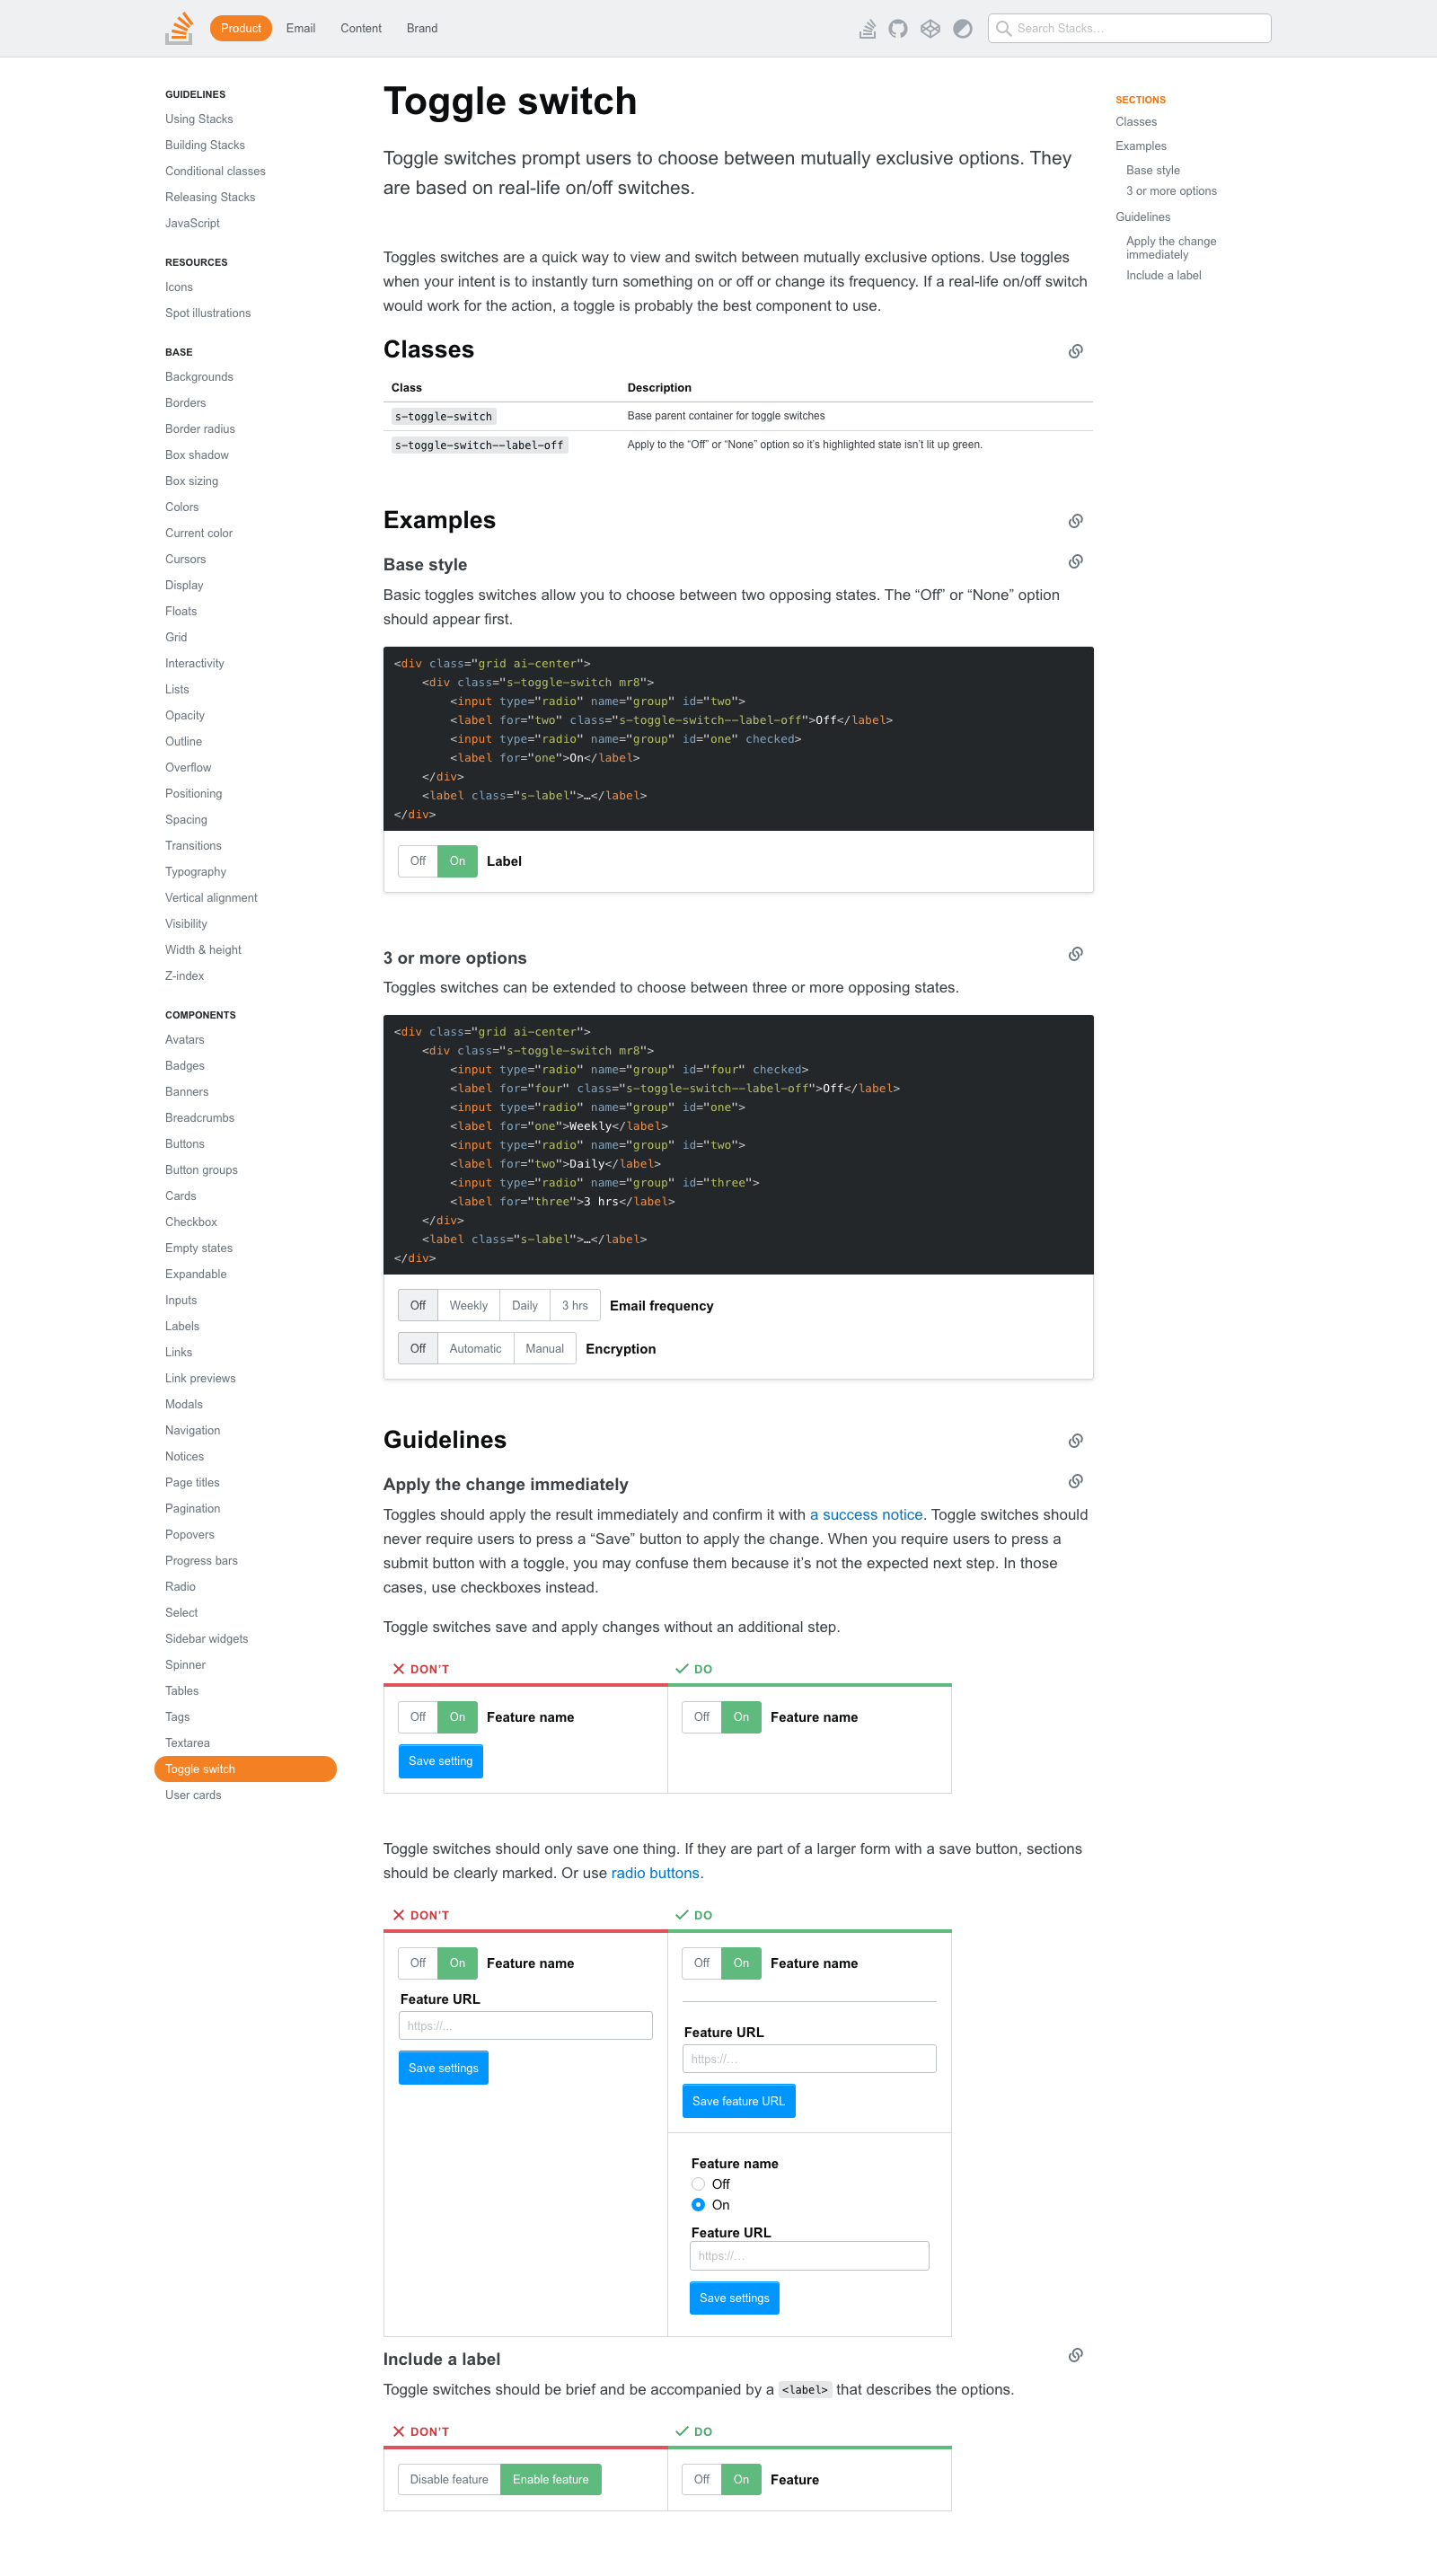 Product Email Content Brand
Search Stacks…
GUIDELINES
Using Stacks
Building Stacks
Conditional classes
Releasing Stacks
JavaScript
RESOURCES
Icons
Spot illustrations
BASE
Backgrounds
Borders
Border radius
Box shadow
Box sizing
Colors
Current color
Cursors
Display
Floats
Grid
Interactivity
Lists
Opacity
Outline
Overflow
Positioning
Spacing
Transitions
Typography
Vertical alignment
Visibility
Width & height
Z-index
COMPONENTS
Avatars
Badges
Banners
Breadcrumbs
Buttons
Button groups
Cards
Checkbox
Empty states
Expandable
Inputs
Labels
Links
Link previews
Modals
Navigation
Notices
Page titles
Pagination
Popovers
Progress bars
Radio
Select
Sidebar widgets
Spinner
Tables
Tags
Textarea
Toggle switch
User cards
Toggle switch
Toggle switches prompt users to choose between mutually exclusive options. They
are based on real-life on/off switches.
Toggles switches are a quick way to view and switch between mutually exclusive options. Use toggles
when your intent is to instantly turn something on or off or change its frequency. If a real-life on/off switch
would work for the action, a toggle is probably the best component to use.
Classes
Class Description
s-toggle-switch Base parent container for toggle switches
s-toggle-switch--label-off Apply to the “Off” or “None” option so it’s highlighted state isn’t lit up green.
Examples
Base style
Basic toggles switches allow you to choose between two opposing states. The “Off” or “None” option
should appear first.
<div class="grid ai-center">
    <div class="s-toggle-switch mr8">
        <input type="radio" name="group" id="two">
        <label for="two" class="s-toggle-switch--label-off">Off</label>
        <input type="radio" name="group" id="one" checked>
        <label for="one">On</label>
    </div>
    <label class="s-label">…</label>
</div>
Off On Label
3 or more options
Toggles switches can be extended to choose between three or more opposing states.
<div class="grid ai-center">
    <div class="s-toggle-switch mr8">
        <input type="radio" name="group" id="four" checked>
        <label for="four" class="s-toggle-switch--label-off">Off</label>
        <input type="radio" name="group" id="one">
        <label for="one">Weekly</label>
        <input type="radio" name="group" id="two">
        <label for="two">Daily</label>
        <input type="radio" name="group" id="three">
        <label for="three">3 hrs</label>
    </div>
    <label class="s-label">…</label>
</div>
Off Weekly Daily 3 hrs Email frequency
Off Automatic Manual Encryption
Guidelines
Apply the change immediately
Toggles should apply the result immediately and confirm it with a success notice. Toggle switches should
never require users to press a “Save” button to apply the change. When you require users to press a
submit button with a toggle, you may confuse them because it’s not the expected next step. In those
cases, use checkboxes instead.
Toggle switches save and apply changes without an additional step.
DON’T DO
Off On Feature name Off On Feature name
Save setting
Toggle switches should only save one thing. If they are part of a larger form with a save button, sections
should be clearly marked. Or use radio buttons.
DON’T
Off On Feature name
Feature URL
https://…
Save settings
DO
Off On Feature name
Feature URL
https://…
Save feature URL
Feature name
Off
On
Feature URL
https://…
Save settings
Include a label
Toggle switches should be brief and be accompanied by a <label> that describes the options.
DON’T DO
Disable feature Enable feature Off On Feature
SECTIONS
Classes
Examples
Base style
3 or more options
Guidelines
Apply the change
immediately
Include a label